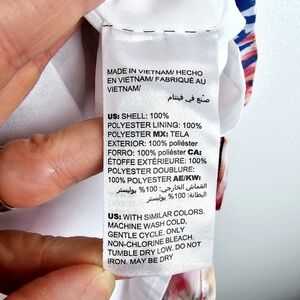 MADE IN VIETNAM/ HECHO
EN VIETNAM/ FABRIQUÉ AU
VIETNAM/
صنع في فيتنام
US: SHELL: 100%
POLYESTER LINING: 100%
POLYESTER MX: TELA
EXTERIOR: 100% poliéster
FORRO: 100% poliéster CA:
ÉTOFFE EXTÉRIEURE: 100%
POLYESTER DOUBLURE:
100% POLYESTER AE/KW:
القماش الخارجي: 100% بوليستر
البطانة: 100% بوليستر
US: WITH SIMILAR COLORS.
MACHINE WASH COLD,
GENTLE CYCLE. ONLY
NON-CHLORINE BLEACH.
TUMBLE DRY LOW. DO NOT
IRON. MAY BE DRY